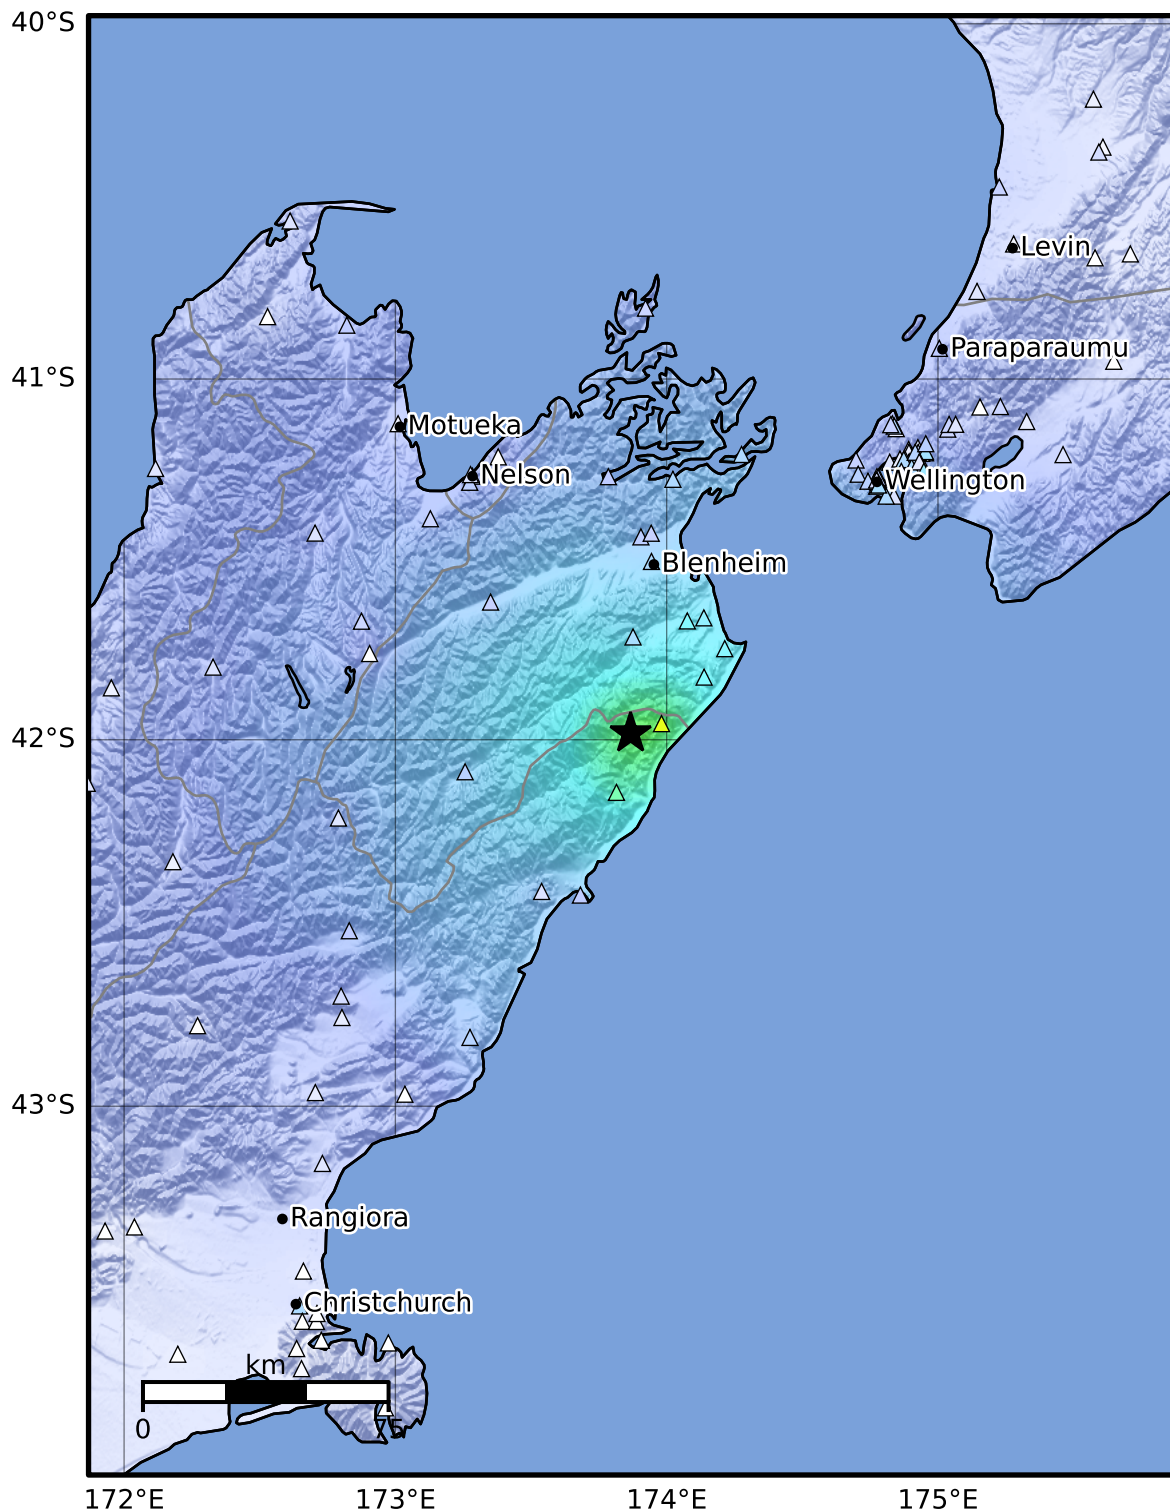 40°S
Levin
Paraparaumu
41°S
Motueka
Nelson
Wellington
Blenheim
42°S
43°S
Rangiora
Christchurch
km
0 75
172°E 173°E 174°E 175°E